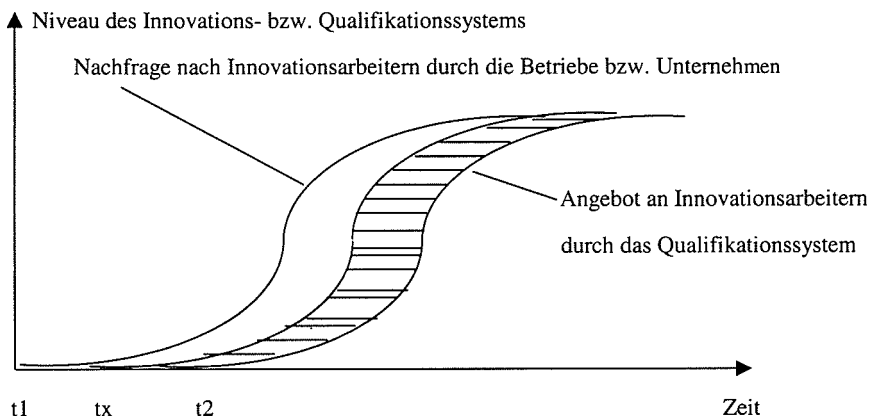 Niveau des Innovations- bzw. Qualifikationssystems
Nachfrage nach Innovationsarbeitern durch die Betriebe bzw. Unternehmen
Angebot an Innovationsarbeitern
durch das Qualifikationssystem
t1 tx t2 Zeit